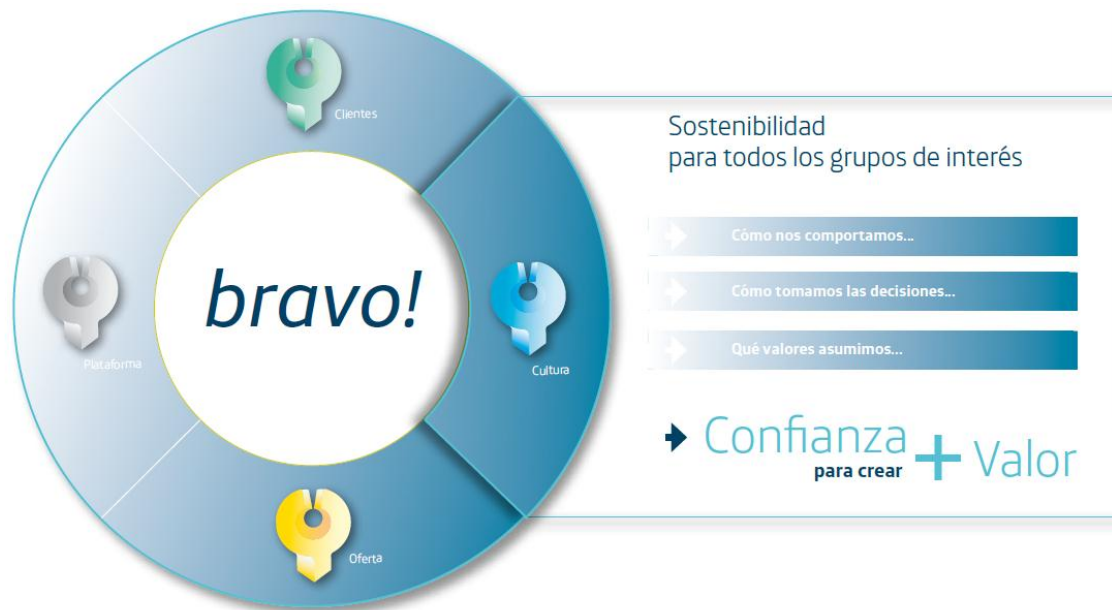 Clientes
Sostenibilidad
para todos los grupos de interés
Cómo nos comportamos...
bravo!
Cómo tomamos las decisiones...
Qué valores asumimos...
Plataforma
Cultura
Confianza
para crear
+ Valor
Oferta